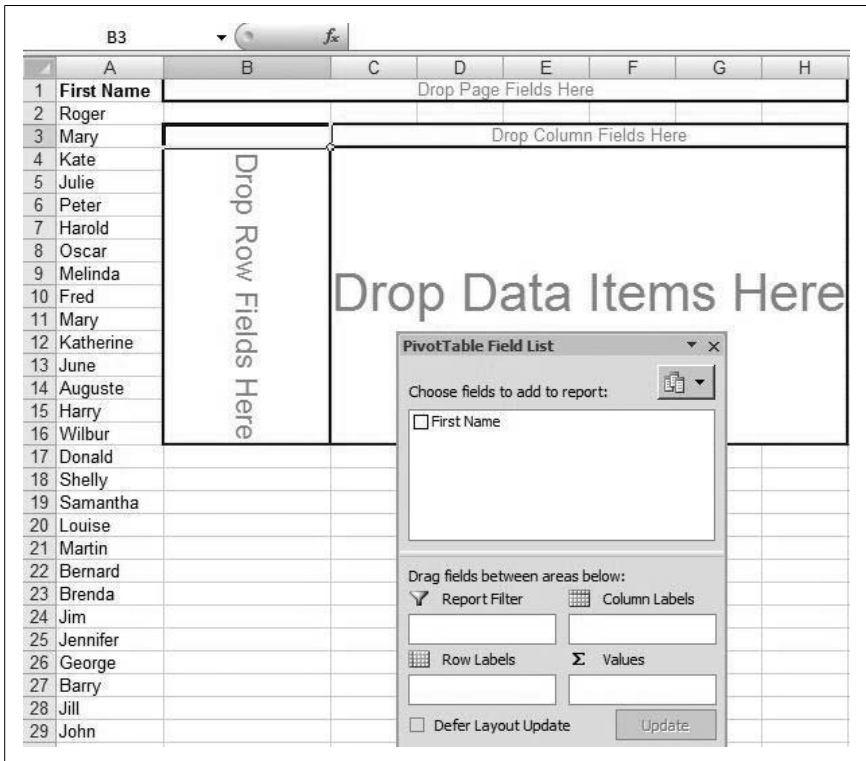 B3
fx
A B C D E F G H
1 First Name Drop Page Fields Here
2 Roger
3 Mary Drop Column Fields Here
4 Kate
5 Julie
6 Peter
7 Harold
8 Oscar
9 Melinda
10 Fred
11 Mary
12 Katherine
13 June
14 Auguste
15 Harry
16 Wilbur
17 Donald
18 Shelly
19 Samantha
20 Louise
21 Martin
22 Bernard
23 Brenda
24 Jim
25 Jennifer
26 George
27 Barry
28 Jill
29 John
Drop Row Fields Here
Drop Data Items Here
PivotTable Field List
Choose fields to add to report:
First Name
Drag fields between areas below:
Report Filter Column Labels
Row Labels Σ Values
Defer Layout Update Update